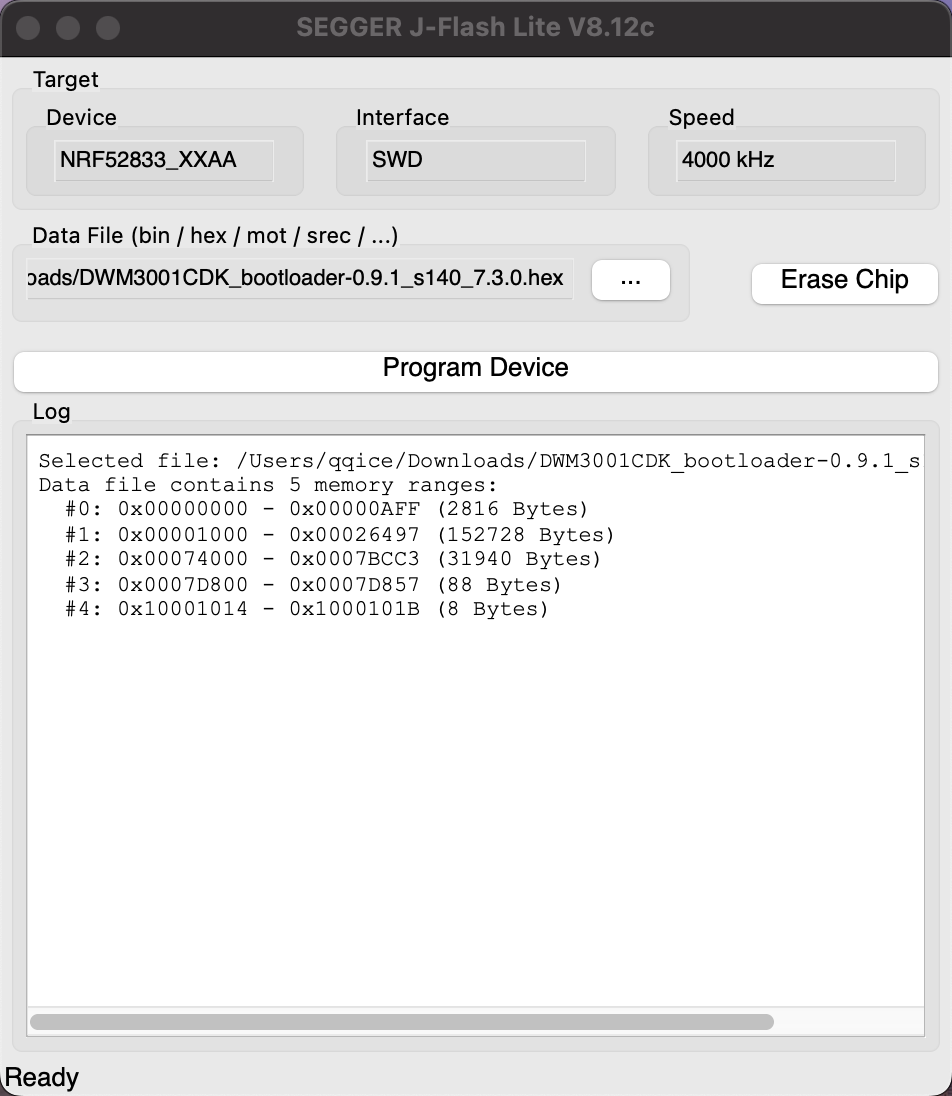 SEGGER J-Flash Lite V8.12c
Target
Device
Interface
Speed
NRF52833_XXAA
SWD
4000 kHz
Data File (bin / hex / mot / srec / ...)
oads/DWM3001CDK_bootloader-0.9.1_s140_7.3.0.hex
...
Erase Chip
Program Device
Log
Selected file: /Users/qqice/Downloads/DWM3001CDK_bootloader-0.9.1_s
Data file contains 5 memory ranges:
#0: 0x00000000 - 0x00000AFF (2816 Bytes)
#1: 0x00001000 - 0x00026497 (152728 Bytes)
#2: 0x00074000 - 0x0007BCC3 (31940 Bytes)
#3: 0x0007D800 - 0x0007D857 (88 Bytes)
#4: 0x10001014 - 0x1000101B (8 Bytes)
Ready